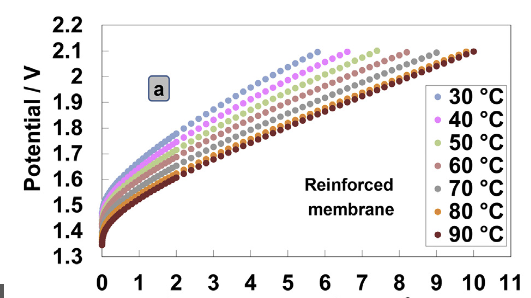 2.2
2.1
2
1.9
1.8
1.7
1.6
1.5
1.4
1.3
Potential / V
a
30 °C
40 °C
50 °C
60 °C
70 °C
80 °C
90 °C
Reinforced
membrane
0 1 2 3 4 5 6 7 8 9 10 11